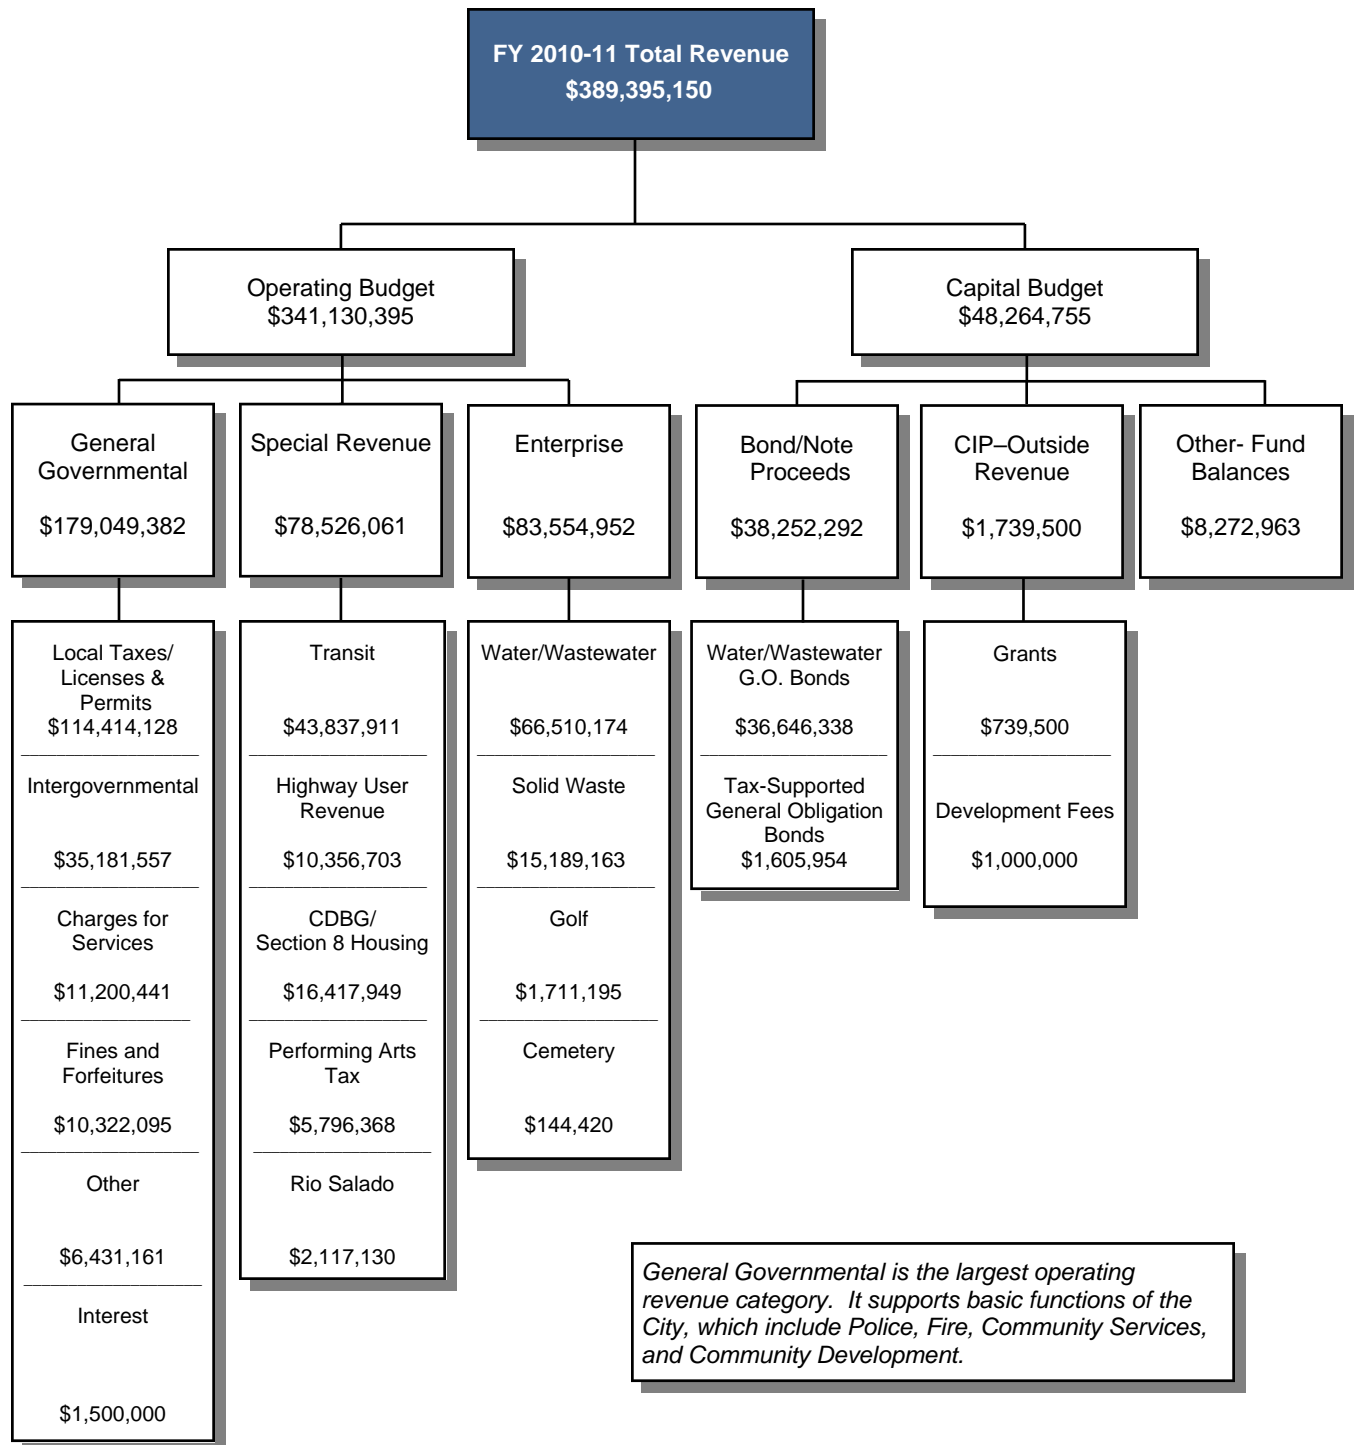 FY 2010-11 Total Revenue
$389,395,150
Operating Budget
$341,130,395
Capital Budget
$48,264,755
General
Governmental
$179,049,382
Special Revenue
$78,526,061
Enterprise
$83,554,952
Bond/Note
Proceeds
$38,252,292
CIP–Outside
Revenue
$1,739,500
Other- Fund
Balances
$8,272,963
Local Taxes/
Licenses &
Permits
$114,414,128
Intergovernmental
$35,181,557
Charges for
Services
$11,200,441
Fines and
Forfeitures
$10,322,095
Other
$6,431,161
Interest
$1,500,000
Transit
$43,837,911
Highway User
Revenue
$10,356,703
CDBG/
Section 8 Housing
$16,417,949
Performing Arts
Tax
$5,796,368
Rio Salado
$2,117,130
Water/Wastewater
$66,510,174
Solid Waste
$15,189,163
Golf
$1,711,195
Cemetery
$144,420
Water/Wastewater
G.O. Bonds
$36,646,338
Tax-Supported
General Obligation
Bonds
$1,605,954
Grants
$739,500
Development Fees
$1,000,000
General Governmental is the largest operating
revenue category.  It supports basic functions of the
City, which include Police, Fire, Community Services,
and Community Development.